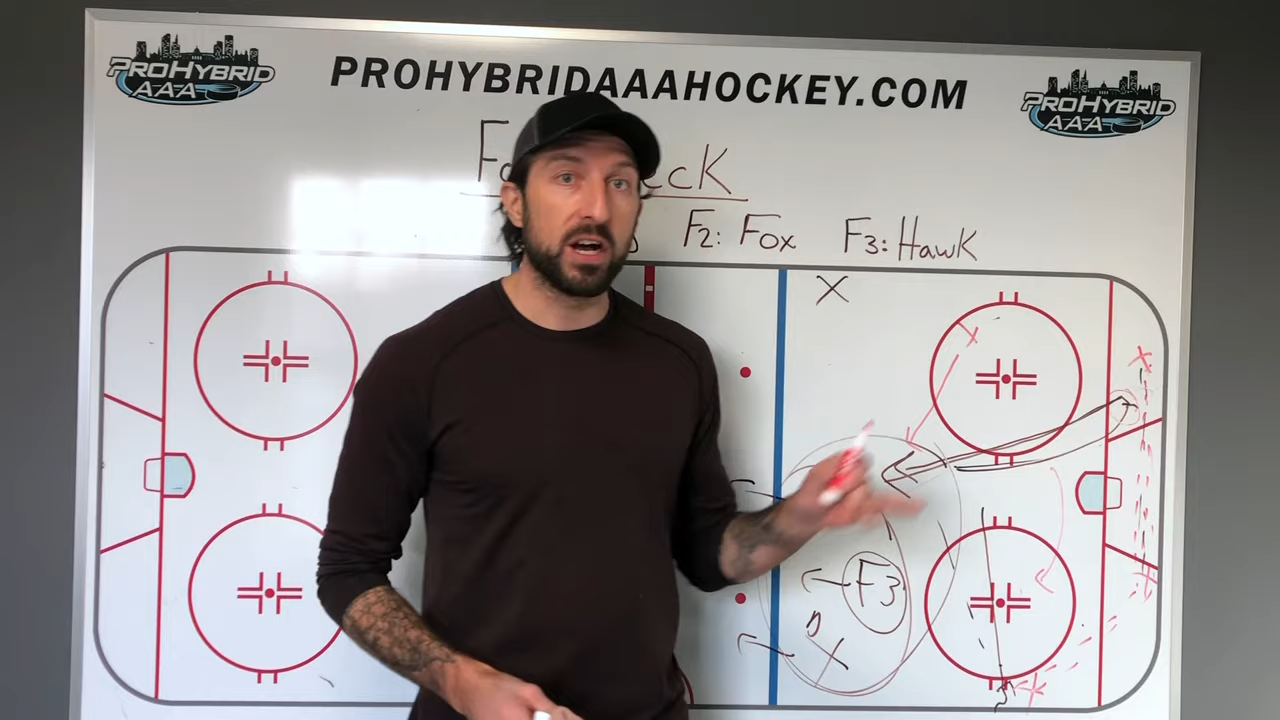 PROHYBRID AAA
PROHYBRIDAAAHOCKEY.COM
PROHYBRID AAA
F2: Fox F3: Hawk
X
F3
D
X